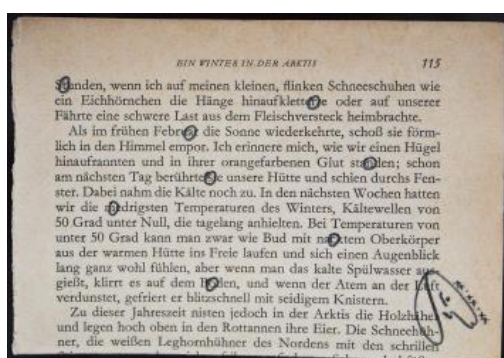 EIN WINTER IN DER ARKTIS 115
Stunden, wenn ich auf meinen kleinen, flinken Schneeschuhen wie
ein Eichhörnchen die Hänge hinaufkletterte oder auf unserer
Fährte eine schwere Last aus dem Fleischversteck heimbrachte.
Als im frühen Februar die Sonne wiederkehrte, schoß sie förm-
lich in den Himmel empor. Ich erinnere mich, wie wir einen Hügel
hinaufrannten und in ihrer orangefarbenen Glut standen; schon
am nächsten Tag berührte sie unsere Hütte und schien durchs Fen-
ster. Dabei nahm die Kälte noch zu. In den nächsten Wochen hatten
wir die niedrigsten Temperaturen des Winters, Kältewellen von
50 Grad unter Null, die tagelang anhielten. Bei Temperaturen von
unter 50 Grad kann man zwar wie Bud mit nacktem Oberkörper
aus der warmen Hütte ins Freie laufen und sich einen Augenblick
lang ganz wohl fühlen, aber wenn man das kalte Spülwasser aus-
gießt, klirrt es auf dem Boden, und wenn der Atem an der Luft
verdunstet, gefriert er blitzschnell mit seidigem Knistern.
Zu dieser Jahreszeit nisten jedoch in der Arktis die Holzhäher
und legen hoch oben in den Rottannen ihre Eier. Die Schneehüh-
ner, die weißen Leghornhühner des Nordens mit den schrillen